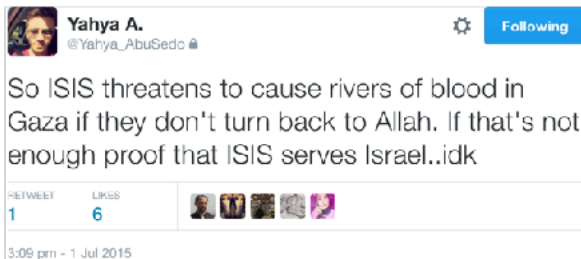 Yahya A.
@Yahya_AbuSedo
Following
So ISIS threatens to cause rivers of blood in
Gaza if they don't turn back to Allah. If that's not
enough proof that ISIS serves Israel..idk
RETWEET LIKES
1 6
3:09 pm - 1 Jul 2015